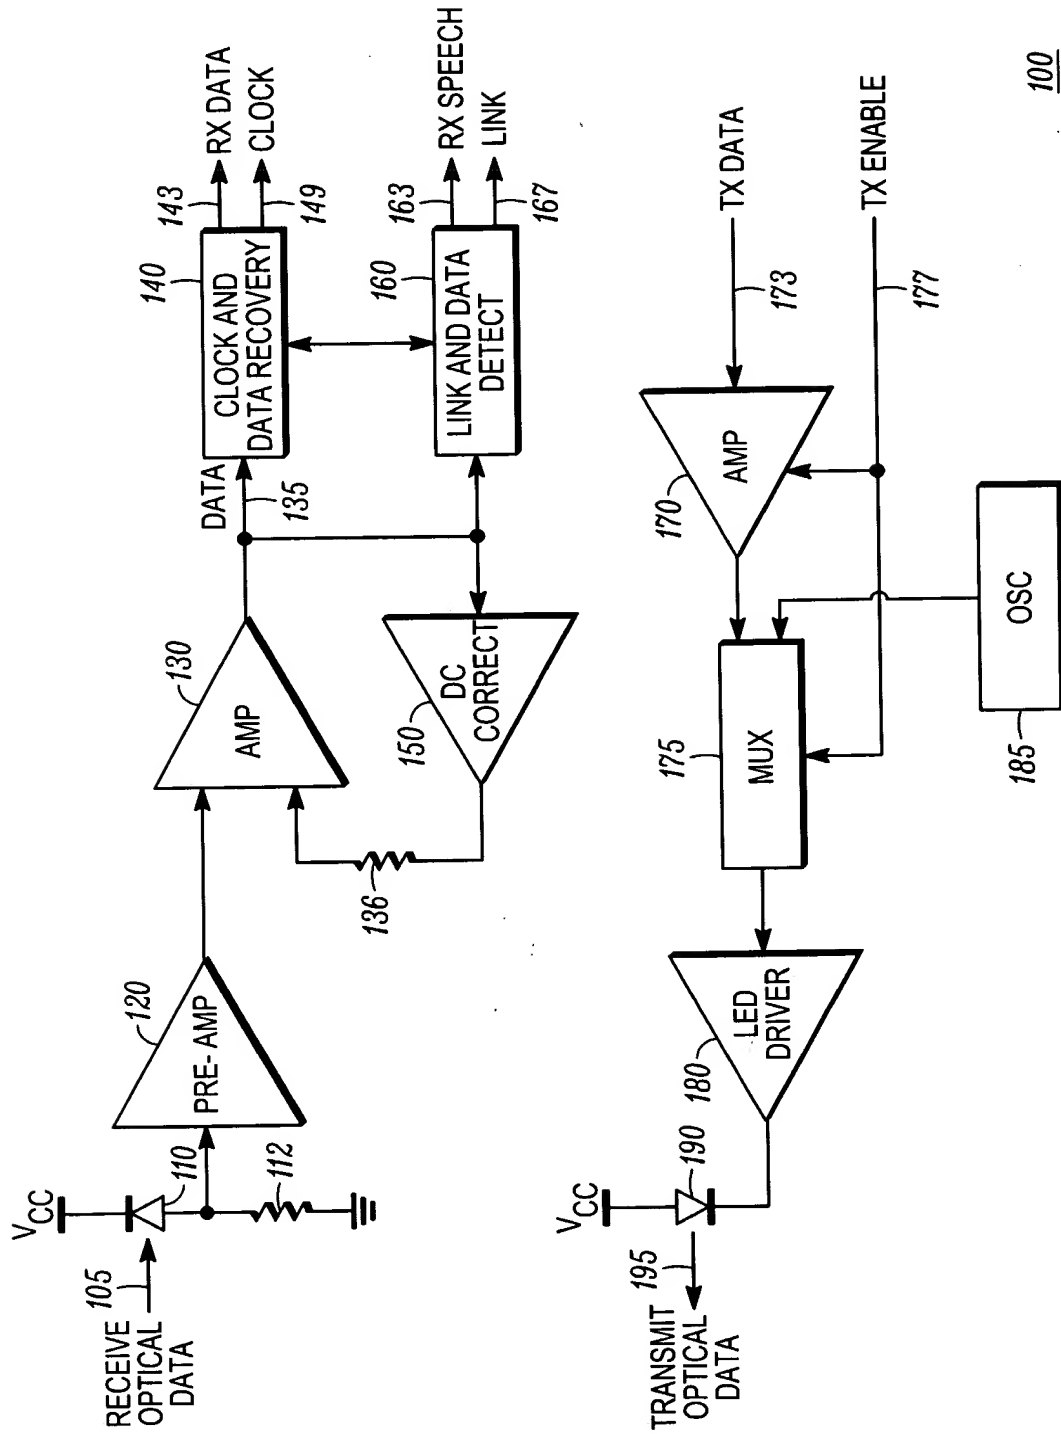 RECEIVE
OPTICAL
DATA
105
VCC
110
112
120
PRE-AMP
130
AMP
136
150
DC
CORRECT
DATA
135
140
CLOCK AND
DATA RECOVERY
143
RX DATA
CLOCK
149
160
LINK AND DATA
DETECT
163
RX SPEECH
LINK
167
TRANSMIT
OPTICAL
DATA
195
VCC
190
180
LED
DRIVER
175
MUX
170
AMP
173
TX DATA
177
TX ENABLE
OSC
185
100